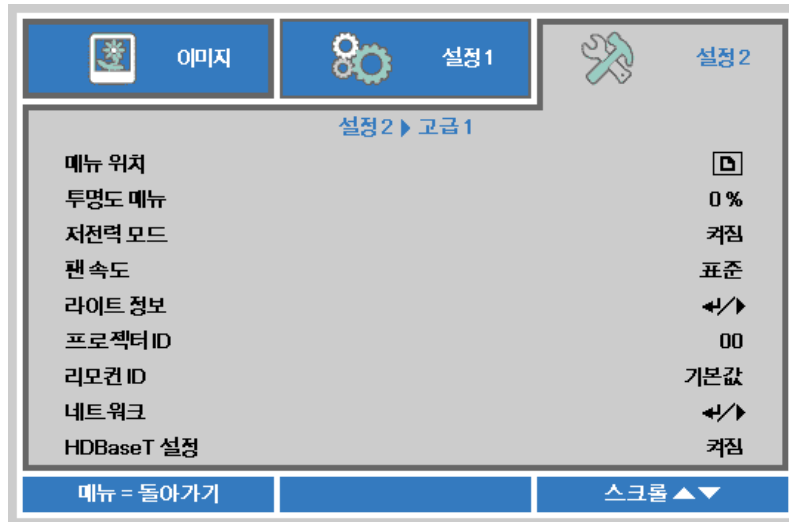 이미지 설정1 설정2
설정2 ▶ 고급1
메뉴 위치
투명도 메뉴 0 %
저전력 모드 켜짐
팬 속도 표준
라이트 정보 ↵/▶
프로젝터 ID 00
리모컨 ID 기본값
네트워크 ↵/▶
HDBaseT 설정 켜짐
메뉴 = 돌아가기 스크롤 ▲▼